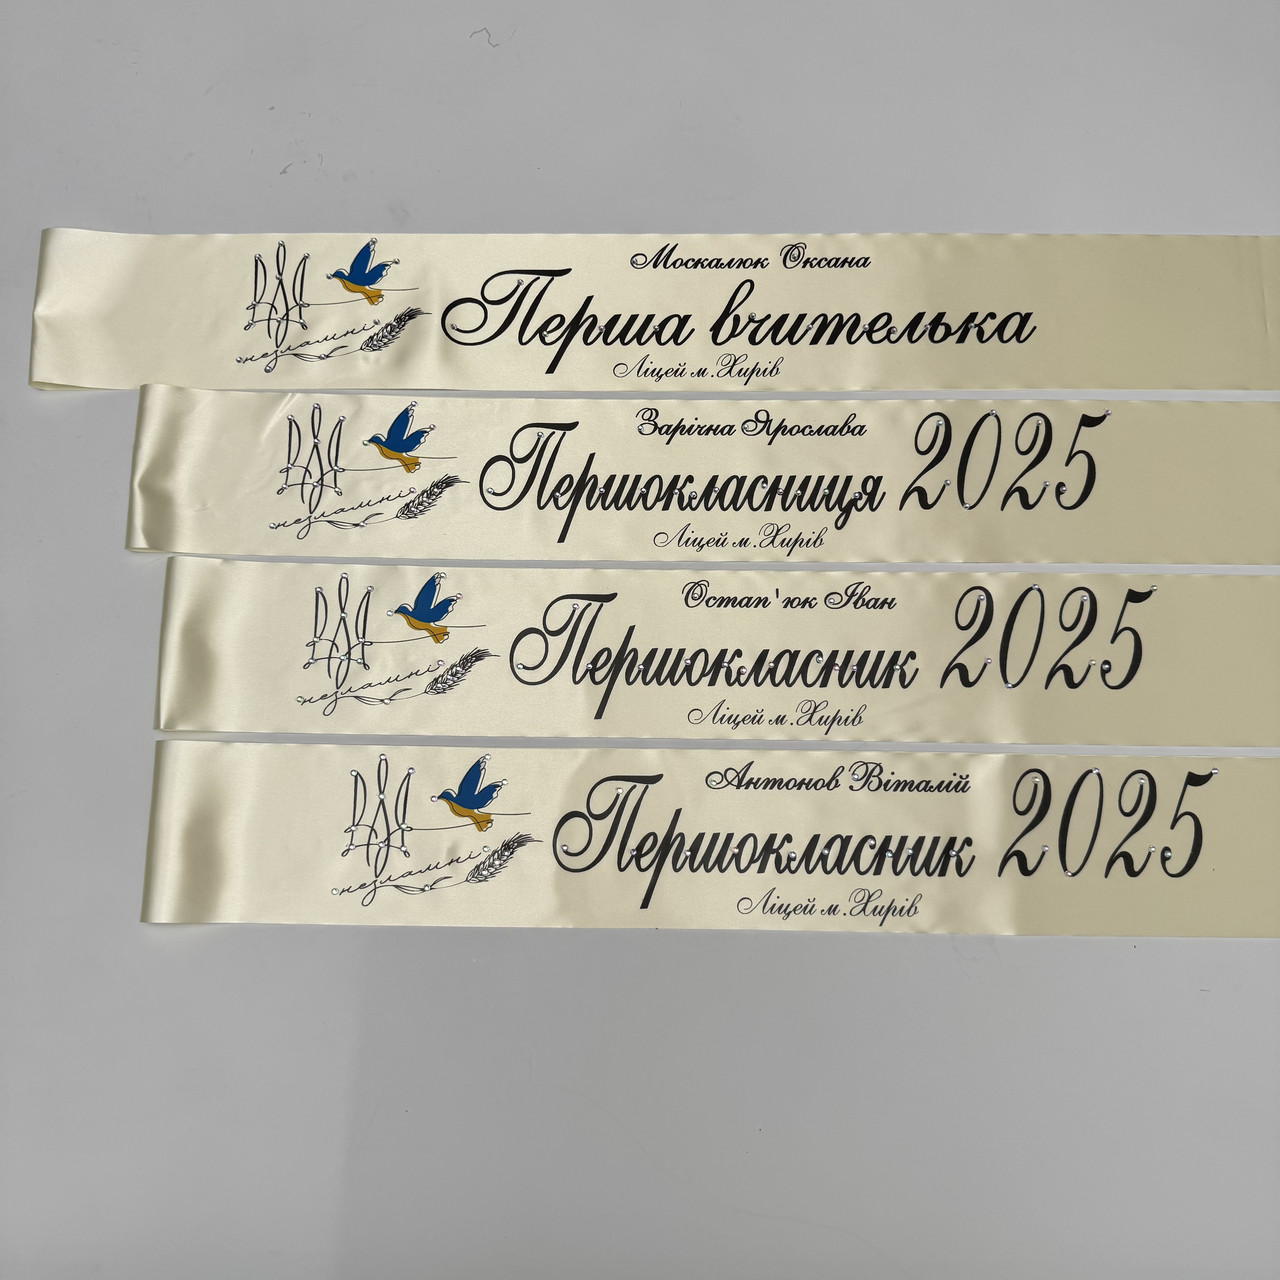 Москалюк Оксана
незламні
Перша вчителька
Ліцей м.Хирів
Зарічна Ярослава
незламні
Першокласниця 2025
Ліцей м.Хирів
Остап'юк Іван
незламні
Першокласник 2025
Ліцей м.Хирів
Антонов Віталій
незламні
Першокласник 2025
Ліцей м.Хирів